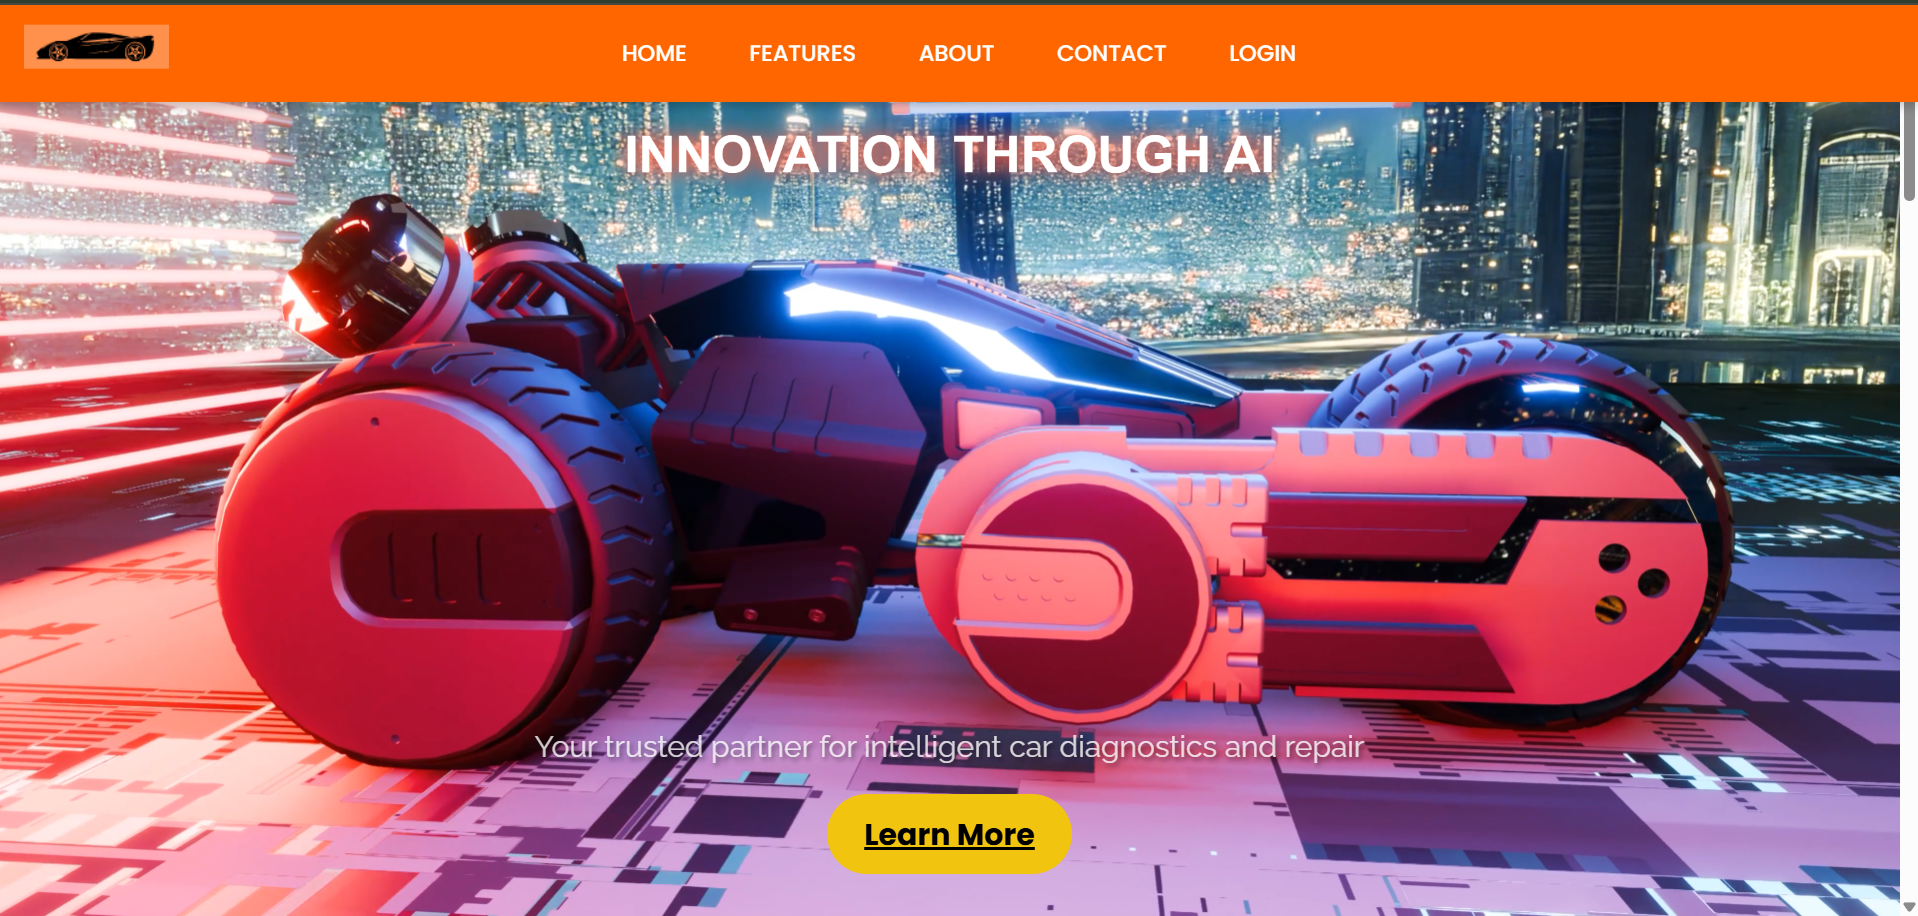 HOME FEATURES ABOUT CONTACT LOGIN
INNOVATION THROUGH AI
Your trusted partner for intelligent car diagnostics and repair
Learn More